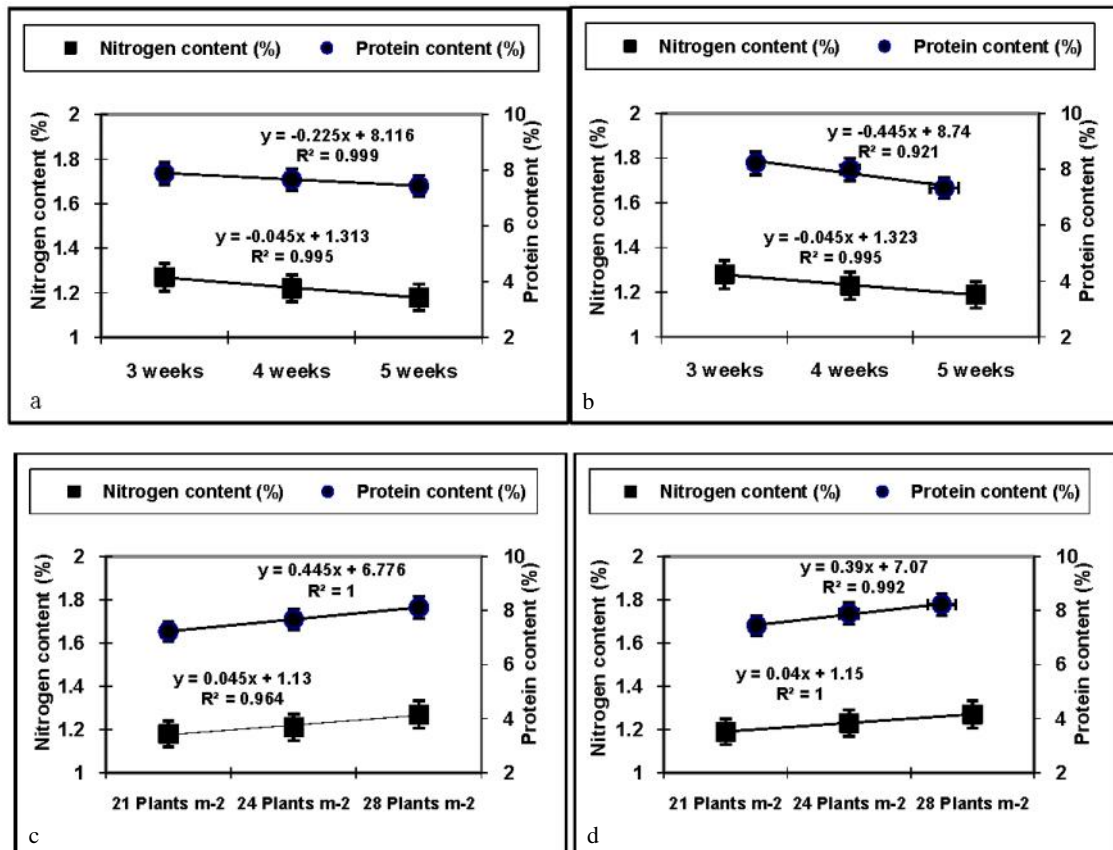 Nitrogen content (%) Protein content (%)
Nitrogen content (%)
2
1.8
1.6
1.4
1.2
1
y = -0.225x + 8.116
R² = 0.999
y = -0.045x + 1.313
R² = 0.995
10
8
6
4
2
Protein content (%)
3 weeks 4 weeks 5 weeks
a
Nitrogen content (%) Protein content (%)
Nitrogen content (%)
2
1.8
1.6
1.4
1.2
1
y = -0.445x + 8.74
R² = 0.921
y = -0.045x + 1.323
R² = 0.995
10
8
6
4
2
Protein content (%)
3 weeks 4 weeks 5 weeks
b
Nitrogen content (%) Protein content (%)
Nitrogen content (%)
2
1.8
1.6
1.4
1.2
1
y = 0.445x + 6.776
R² = 1
y = 0.045x + 1.13
R² = 0.964
10
8
6
4
2
Protein content (%)
21 Plants m-2 24 Plants m-2 28 Plants m-2
c
Nitrogen content (%) Protein content (%)
Nitrogen content (%)
2
1.8
1.6
1.4
1.2
1
y = 0.39x + 7.07
R² = 0.992
y = 0.04x + 1.15
R² = 1
10
8
6
4
2
Protein content (%)
21 Plants m-2 24 Plants m-2 28 Plants m-2
d